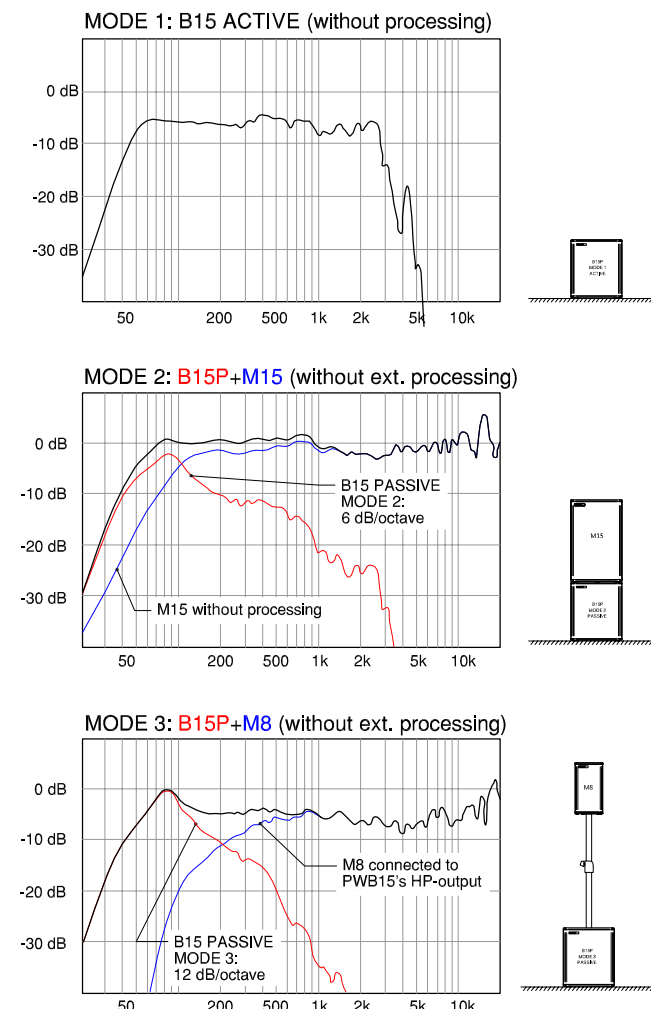 MODE 1: B15 ACTIVE (without processing)
0 dB
-10 dB
-20 dB
-30 dB
50 200 500 1k 2k 5k 10k
B15P
MODE 1
ACTIVE
MODE 2: B15P+M15 (without ext. processing)
0 dB
-10 dB
-20 dB
-30 dB
B15 PASSIVE
MODE 2:
6 dB/octave
M15 without processing
50 200 500 1k 2k 5k 10k
M15
B15P
MODE 2
PASSIVE
MODE 3: B15P+M8 (without ext. processing)
0 dB
-10 dB
-20 dB
-30 dB
M8 connected to
PWB15's HP-output
B15 PASSIVE
MODE 3:
12 dB/octave
50 200 500 1k 2k 5k 10k
M8
B15P
MODE 3
PASSIVE